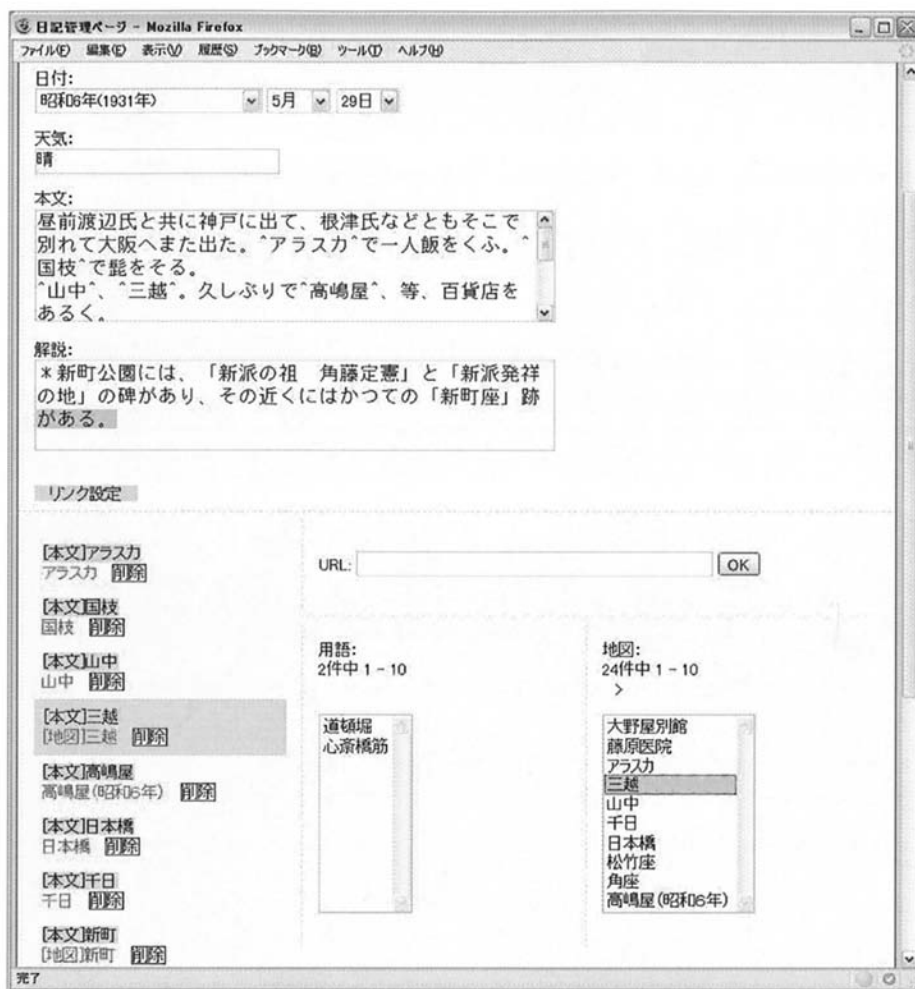 日記管理ページ - Mozilla Firefox
ファイル(F) 編集(E) 表示(V) 履歴(S) ブックマーク(B) ツール(T) ヘルプ(H)
日付:
昭和6年(1931年) 5月 29日
天気:
晴
本文:
昼前渡辺氏と共に神戸に出て、根津氏などともそこで
別れて大阪へまた出た。^アラスカ^で一人飯をくふ。^
国枝^で髭をそる。
^山中^、^三越^。久しぶりで^高嶋屋^、等、百貨店を
あるく。
解説:
＊新町公園には、「新派の祖　角藤定憲」と「新派発祥
の地」の碑があり、その近くにはかつての「新町座」跡
がある。
リンク設定
[本文]アラスカ
アラスカ 削除
[本文]国枝
国枝 削除
[本文]山中
山中 削除
[本文]三越
[地図]三越 削除
[本文]高嶋屋
高嶋屋(昭和6年) 削除
[本文]日本橋
日本橋 削除
[本文]千日
千日 削除
[本文]新町
[地図]新町 削除
URL: OK
用語:
2件中 1 - 10
道頓堀
心斎橋筋
地図:
24件中 1 - 10
>
大野屋別館
藤原医院
アラスカ
三越
山中
千日
日本橋
松竹座
角座
高嶋屋(昭和6年)
完了